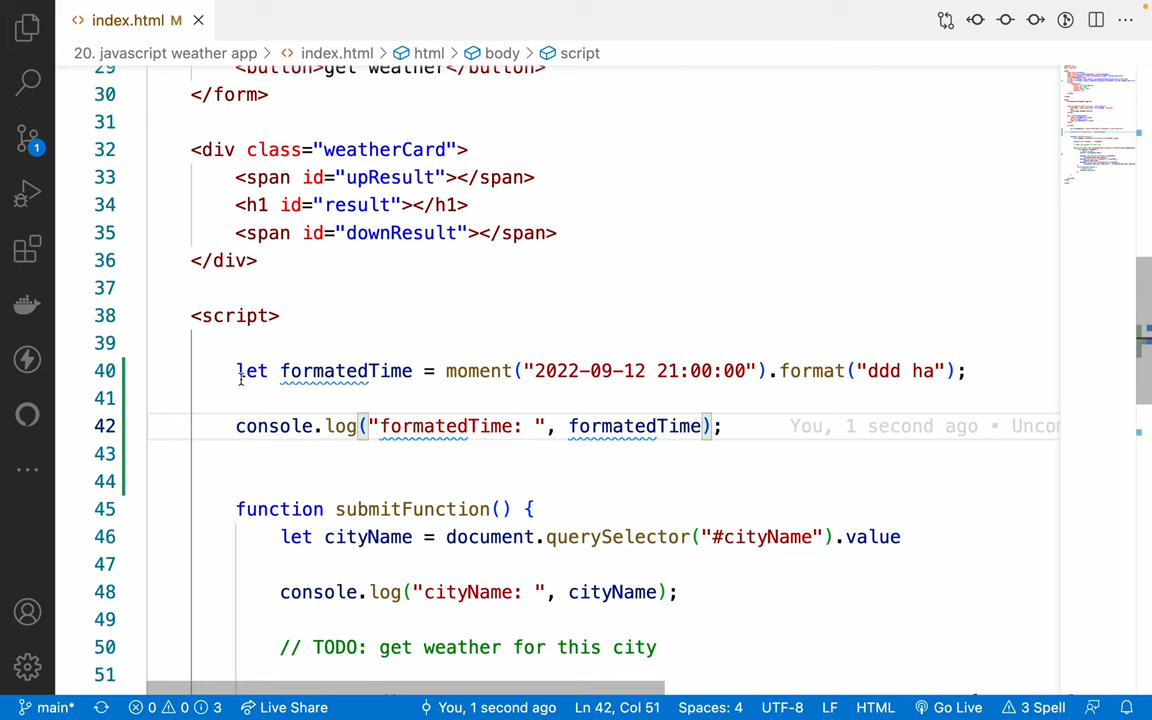 index.html M
20. javascript weather app > index.html > html > body > script
29 <button>get weather</button>
30 </form>
31
32 <div class="weatherCard">
33 <span id="upResult"></span>
34 <h1 id="result"></h1>
35 <span id="downResult"></span>
36 </div>
37
38 <script>
39
40 let formatedTime = moment("2022-09-12 21:00:00").format("ddd ha");
41
42 console.log("formatedTime: ", formatedTime); You, 1 second ago • Uncom
43
44
45 function submitFunction() {
46 let cityName = document.querySelector("#cityName").value
47
48 console.log("cityName: ", cityName);
49
50 // TODO: get weather for this city
51
1
main* 0 0 3 Live Share You, 1 second ago Ln 42, Col 51 Spaces: 4 UTF-8 LF HTML Go Live 3 Spell